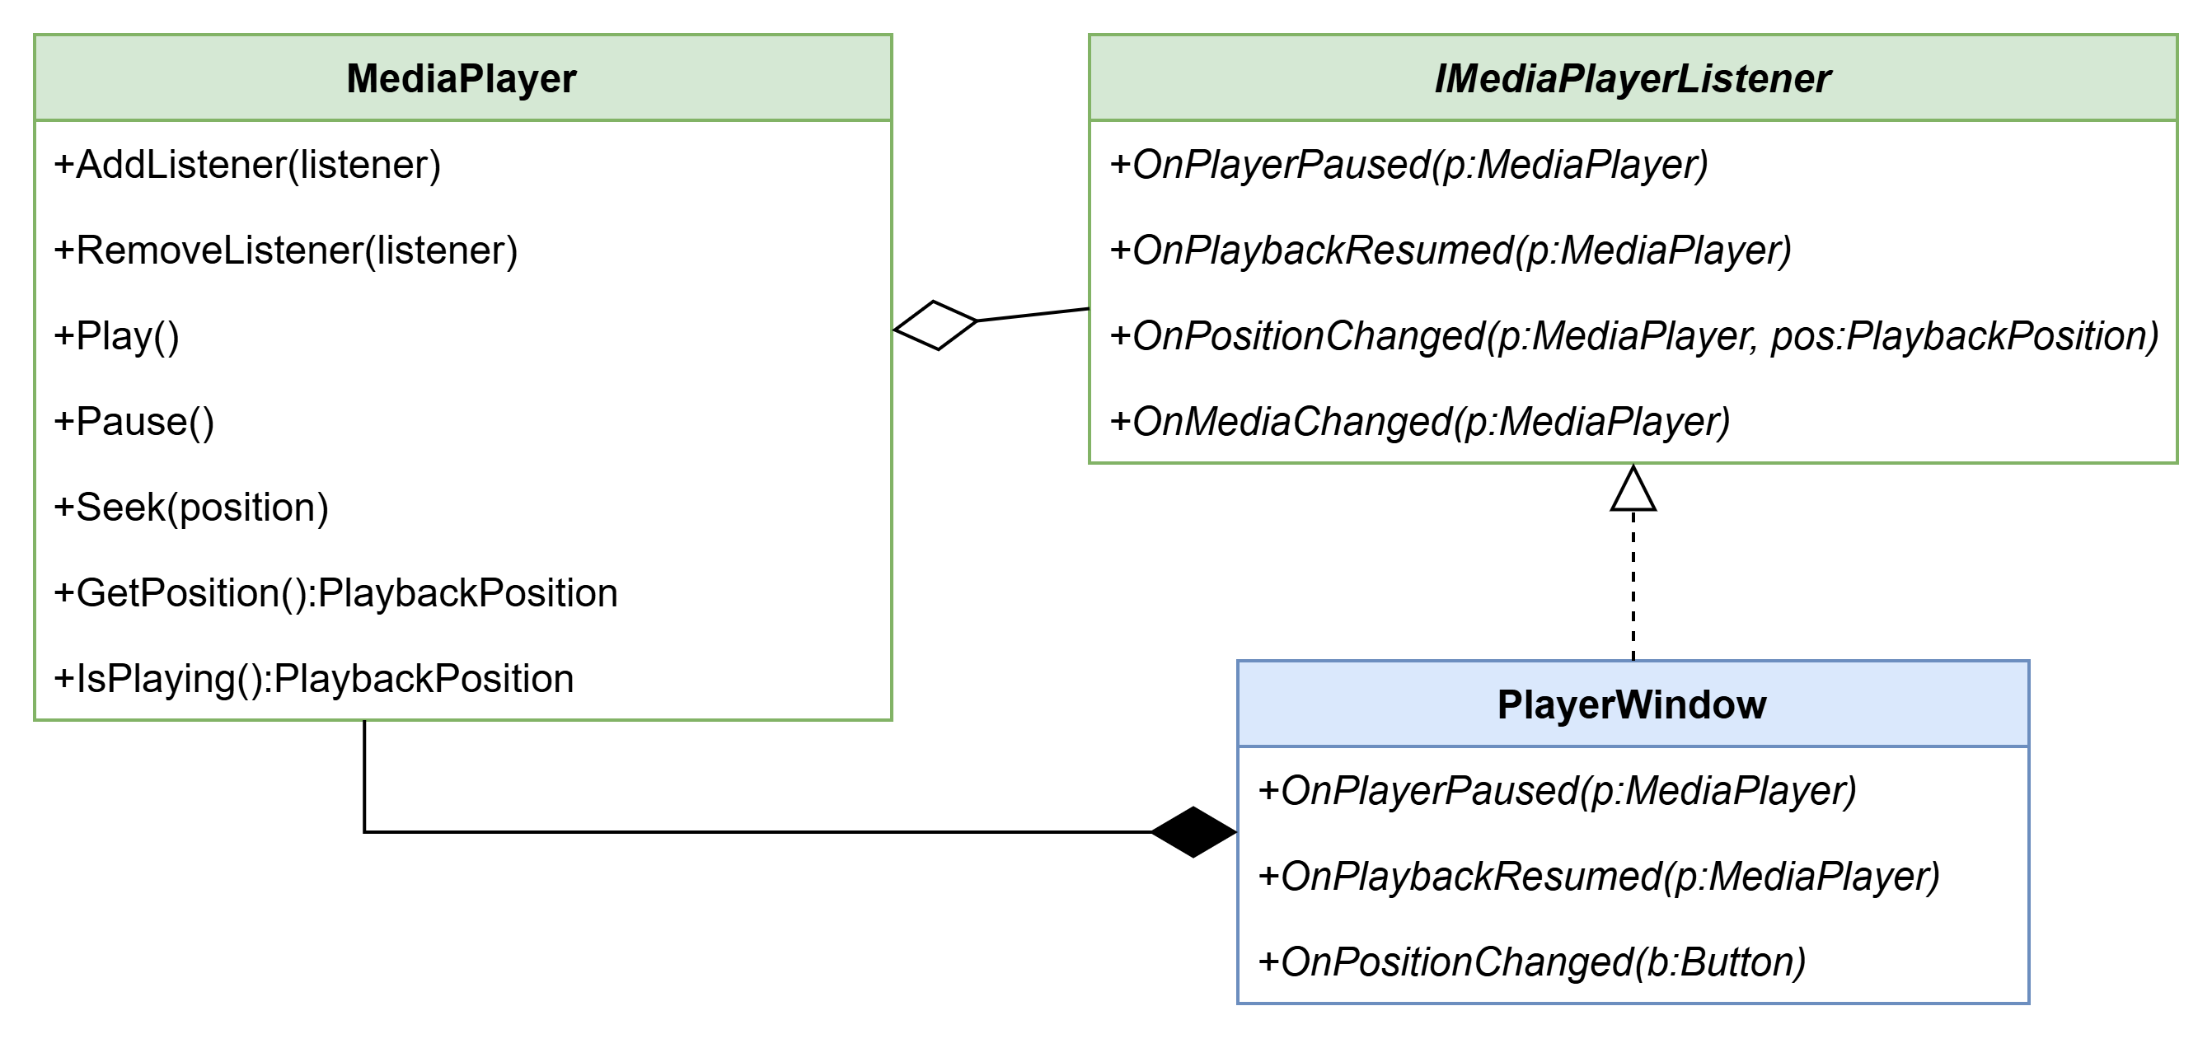 MediaPlayer
+AddListener(listener)
+RemoveListener(listener)
+Play()
+Pause()
+Seek(position)
+GetPosition():PlaybackPosition
+IsPlaying():PlaybackPosition
IMediaPlayerListener
+OnPlayerPaused(p:MediaPlayer)
+OnPlaybackResumed(p:MediaPlayer)
+OnPositionChanged(p:MediaPlayer, pos:PlaybackPosition)
+OnMediaChanged(p:MediaPlayer)
PlayerWindow
+OnPlayerPaused(p:MediaPlayer)
+OnPlaybackResumed(p:MediaPlayer)
+OnPositionChanged(b:Button)